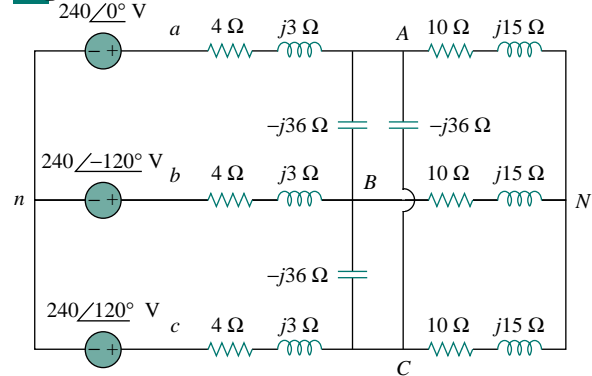 240/0° V
a 4 Ω j3 Ω A 10 Ω j15 Ω
− +
−j36 Ω −j36 Ω
240/−120° V
b 4 Ω j3 Ω B 10 Ω j15 Ω
n − + N
−j36 Ω
240/120° V
c 4 Ω j3 Ω 10 Ω j15 Ω
− +
C